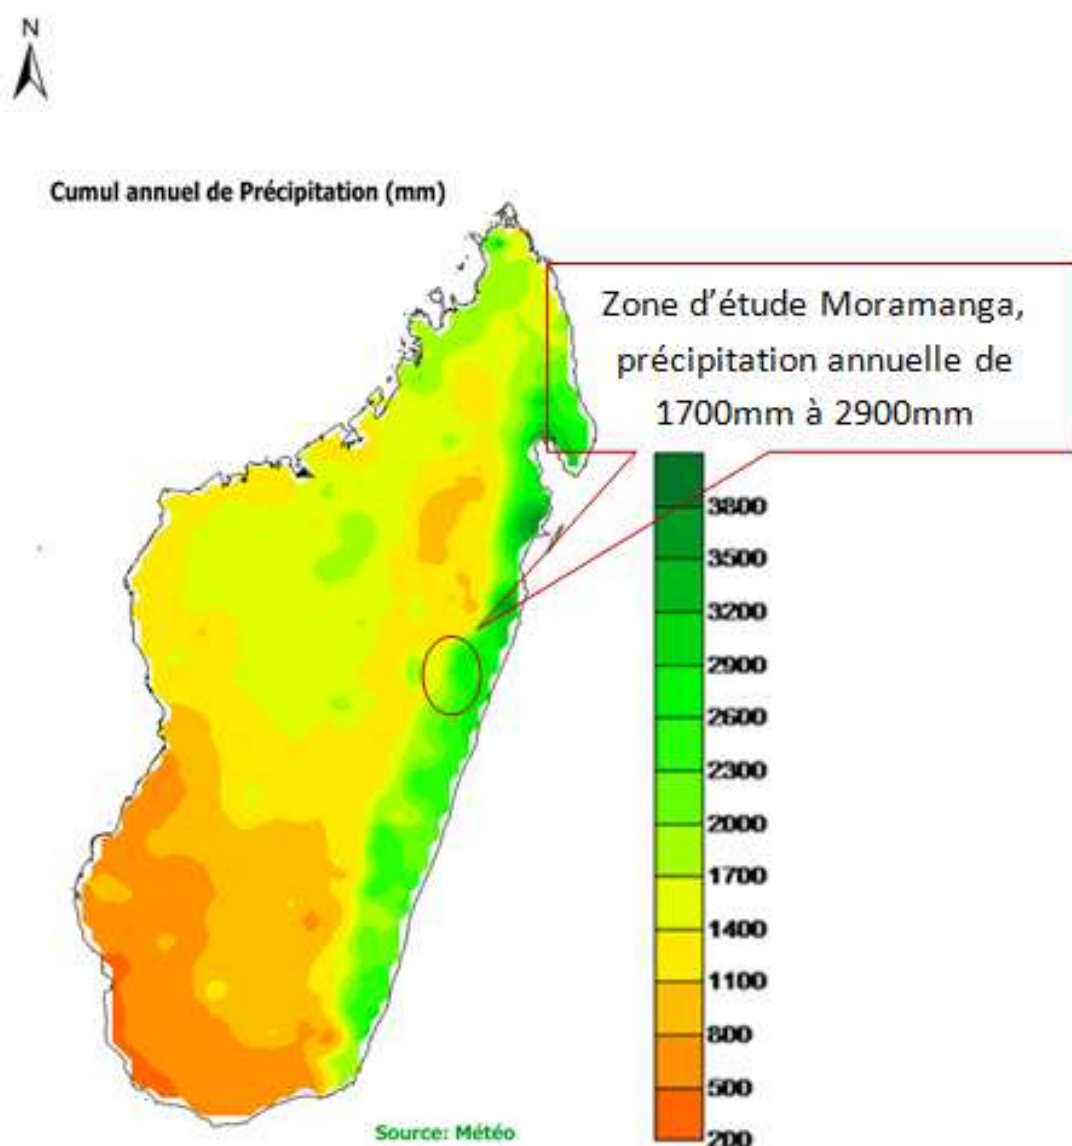 N
Cumul annuel de Précipitation (mm)
Zone d'étude Moramanga,
précipitation annuelle de
1700mm à 2900mm
3800
3500
3200
2900
2600
2300
2000
1700
1400
1100
800
500
200
Source: Météo